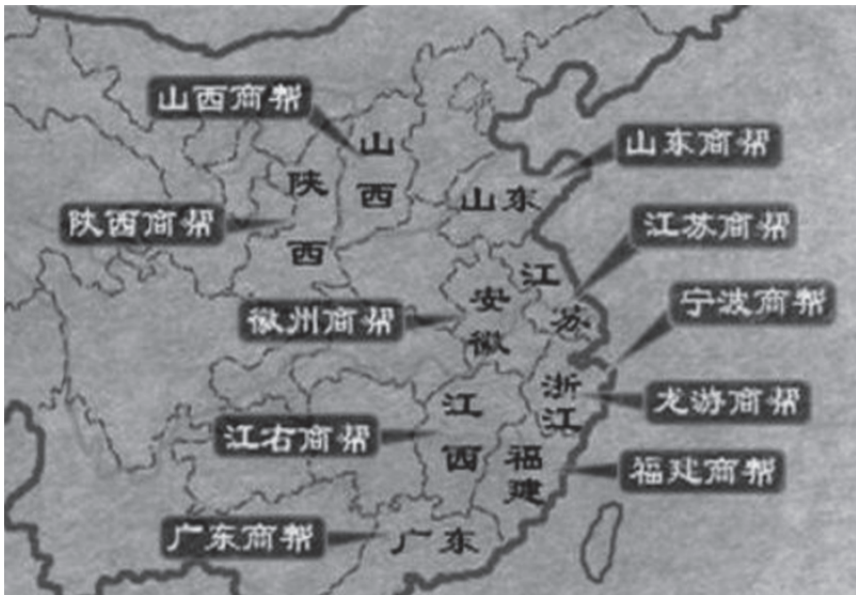 山西商帮
山西
山东商帮
陕西
山东
陕西商帮
江苏商帮
江苏
安徽
宁波商帮
徽州商帮
浙江
龙游商帮
江西
江右商帮
福建
福建商帮
广东商帮
广东